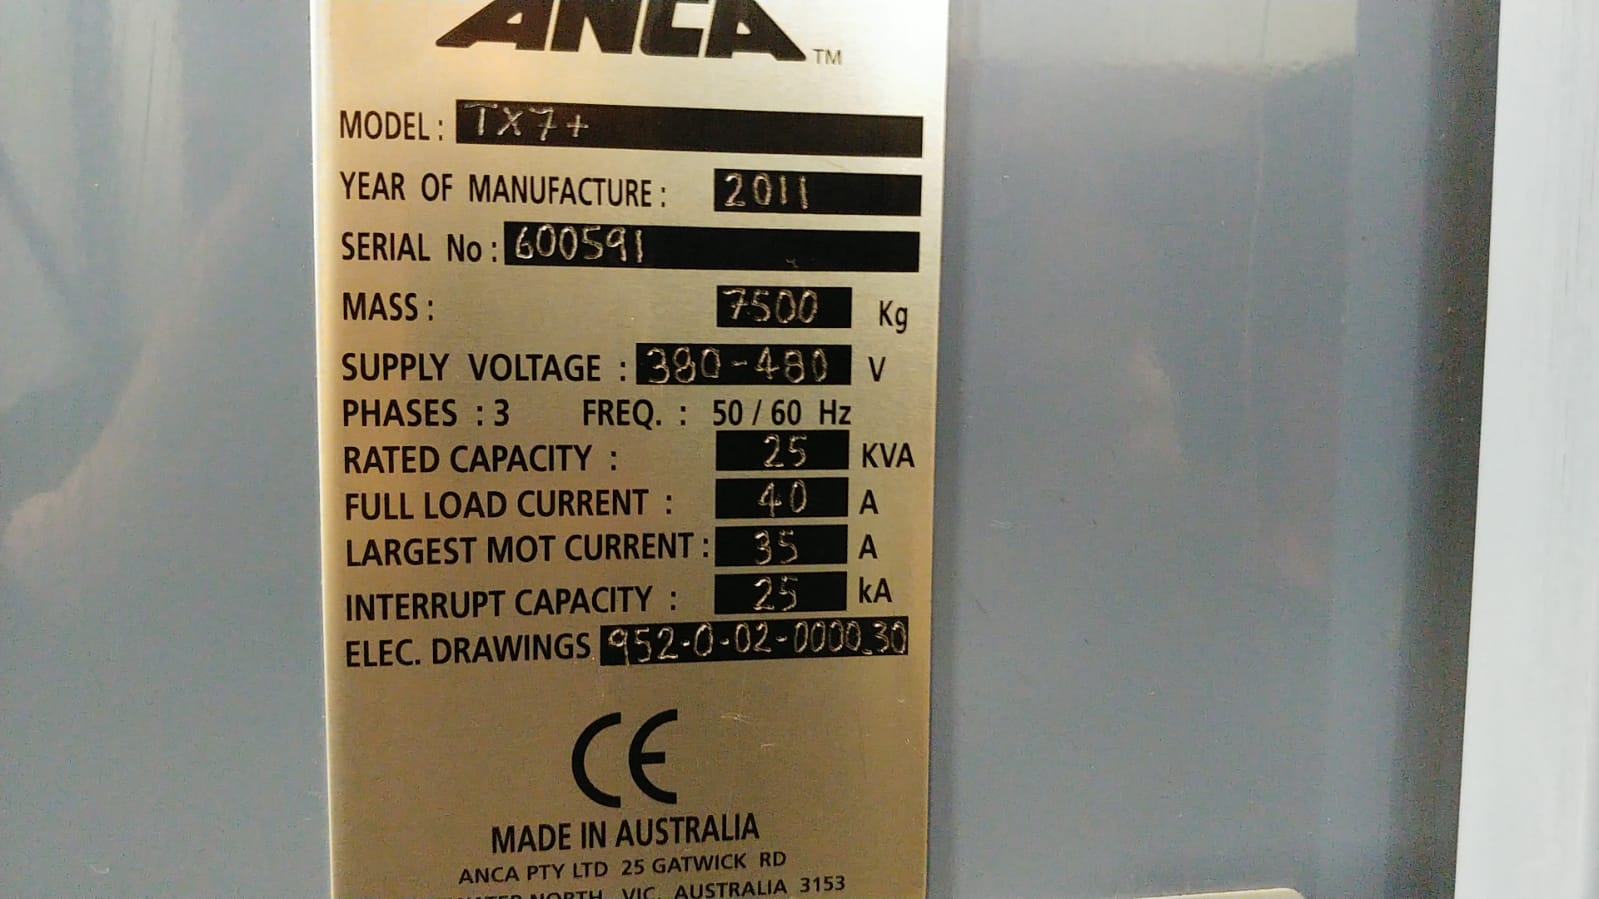 ANCA™
MODEL: TX7+
YEAR OF MANUFACTURE: 2011
SERIAL No: 600591
MASS: 7500 Kg
SUPPLY VOLTAGE : 380-480 V
PHASES : 3 FREQ. : 50 / 60 Hz
RATED CAPACITY : 25 KVA
FULL LOAD CURRENT : 40 A
LARGEST MOT CURRENT: 35 A
INTERRUPT CAPACITY : 25 kA
ELEC. DRAWINGS 952-0-02-0000.30
CE
MADE IN AUSTRALIA
ANCA PTY LTD 25 GATWICK RD
NORTH, VIC, AUSTRALIA 3153